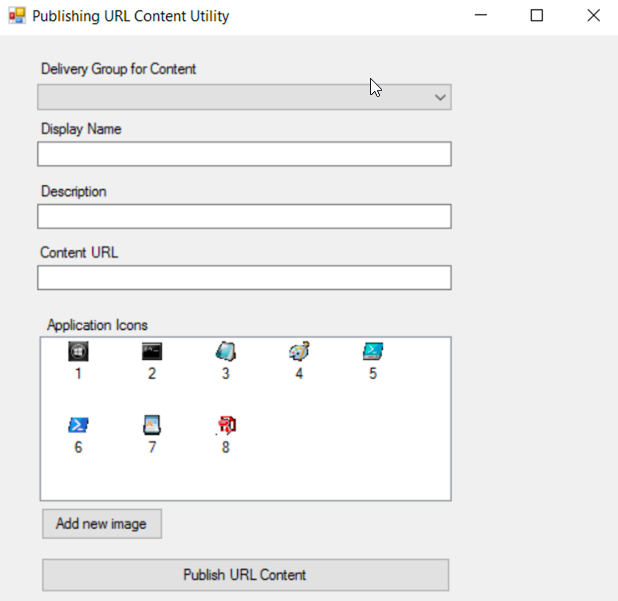 Publishing URL Content Utility
Delivery Group for Content
Display Name
Description
Content URL
Application Icons
1 2 3 4 5
6 7 8
Add new image
Publish URL Content